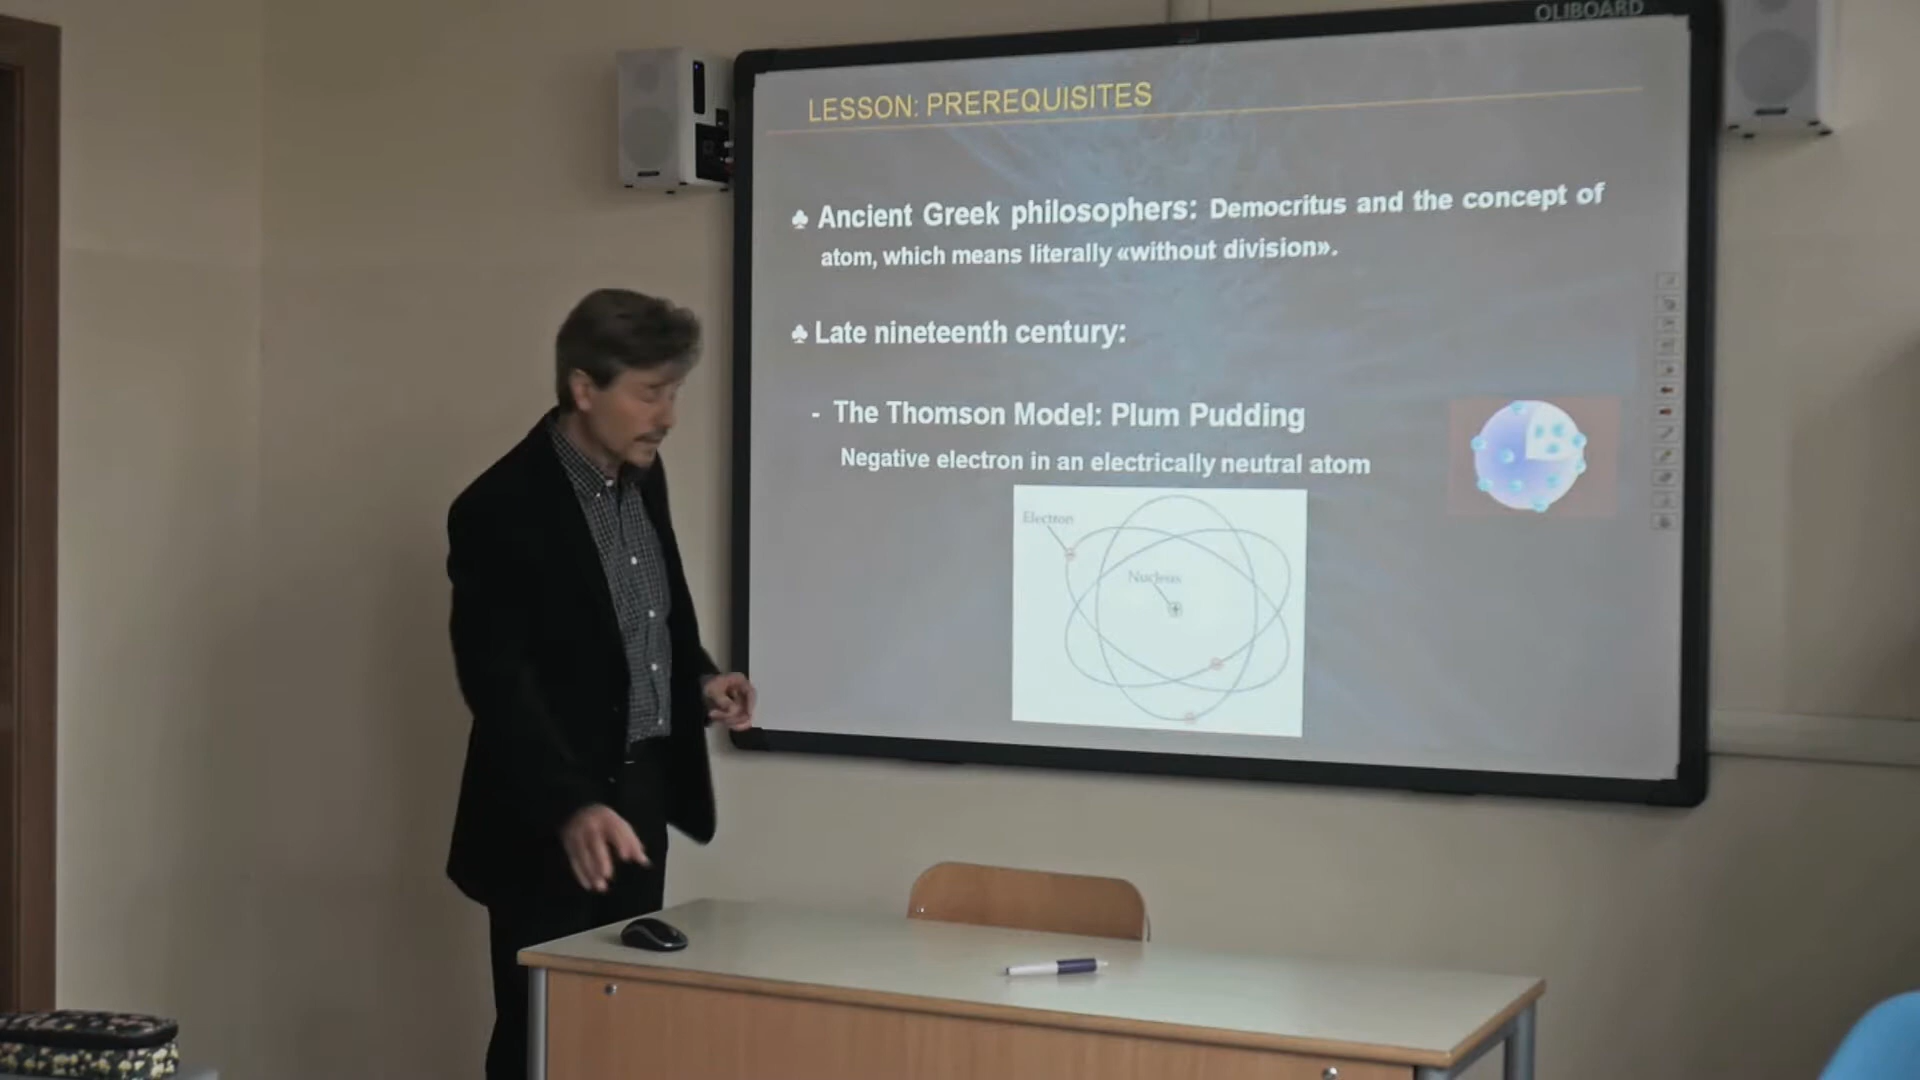 OLIBOARD
LESSON: PREREQUISITES
♣ Ancient Greek philosophers: Democritus and the concept of
atom, which means literally «without division».
♣ Late nineteenth century:
- The Thomson Model: Plum Pudding
Negative electron in an electrically neutral atom
Electron
Nucleus
+